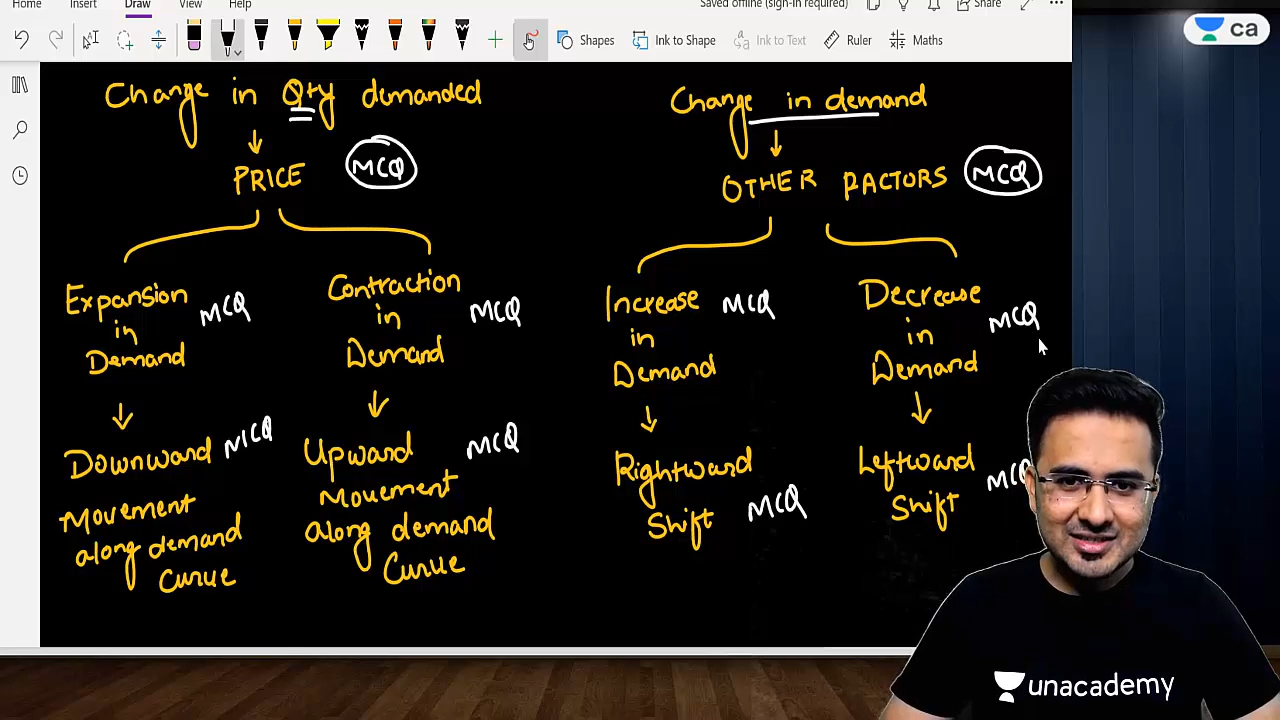 Home Insert Draw View Help Saved offline (sign-in required) Share
Shapes Ink to Shape Ink to Text Ruler Maths
ca
Change in Qty demanded
PRICE MCQ
Expansion in Demand MCQ
Contraction in Demand MCQ
Downward MCQ
Movement
along demand
Curve
Upward MCQ
Movement
along demand
Curve
Change in demand
OTHER FACTORS MCQ
Increase MCQ
in
Demand
Decrease MCQ
in
Demand
Rightward
Shift MCQ
Leftward MCQ
Shift
unacademy